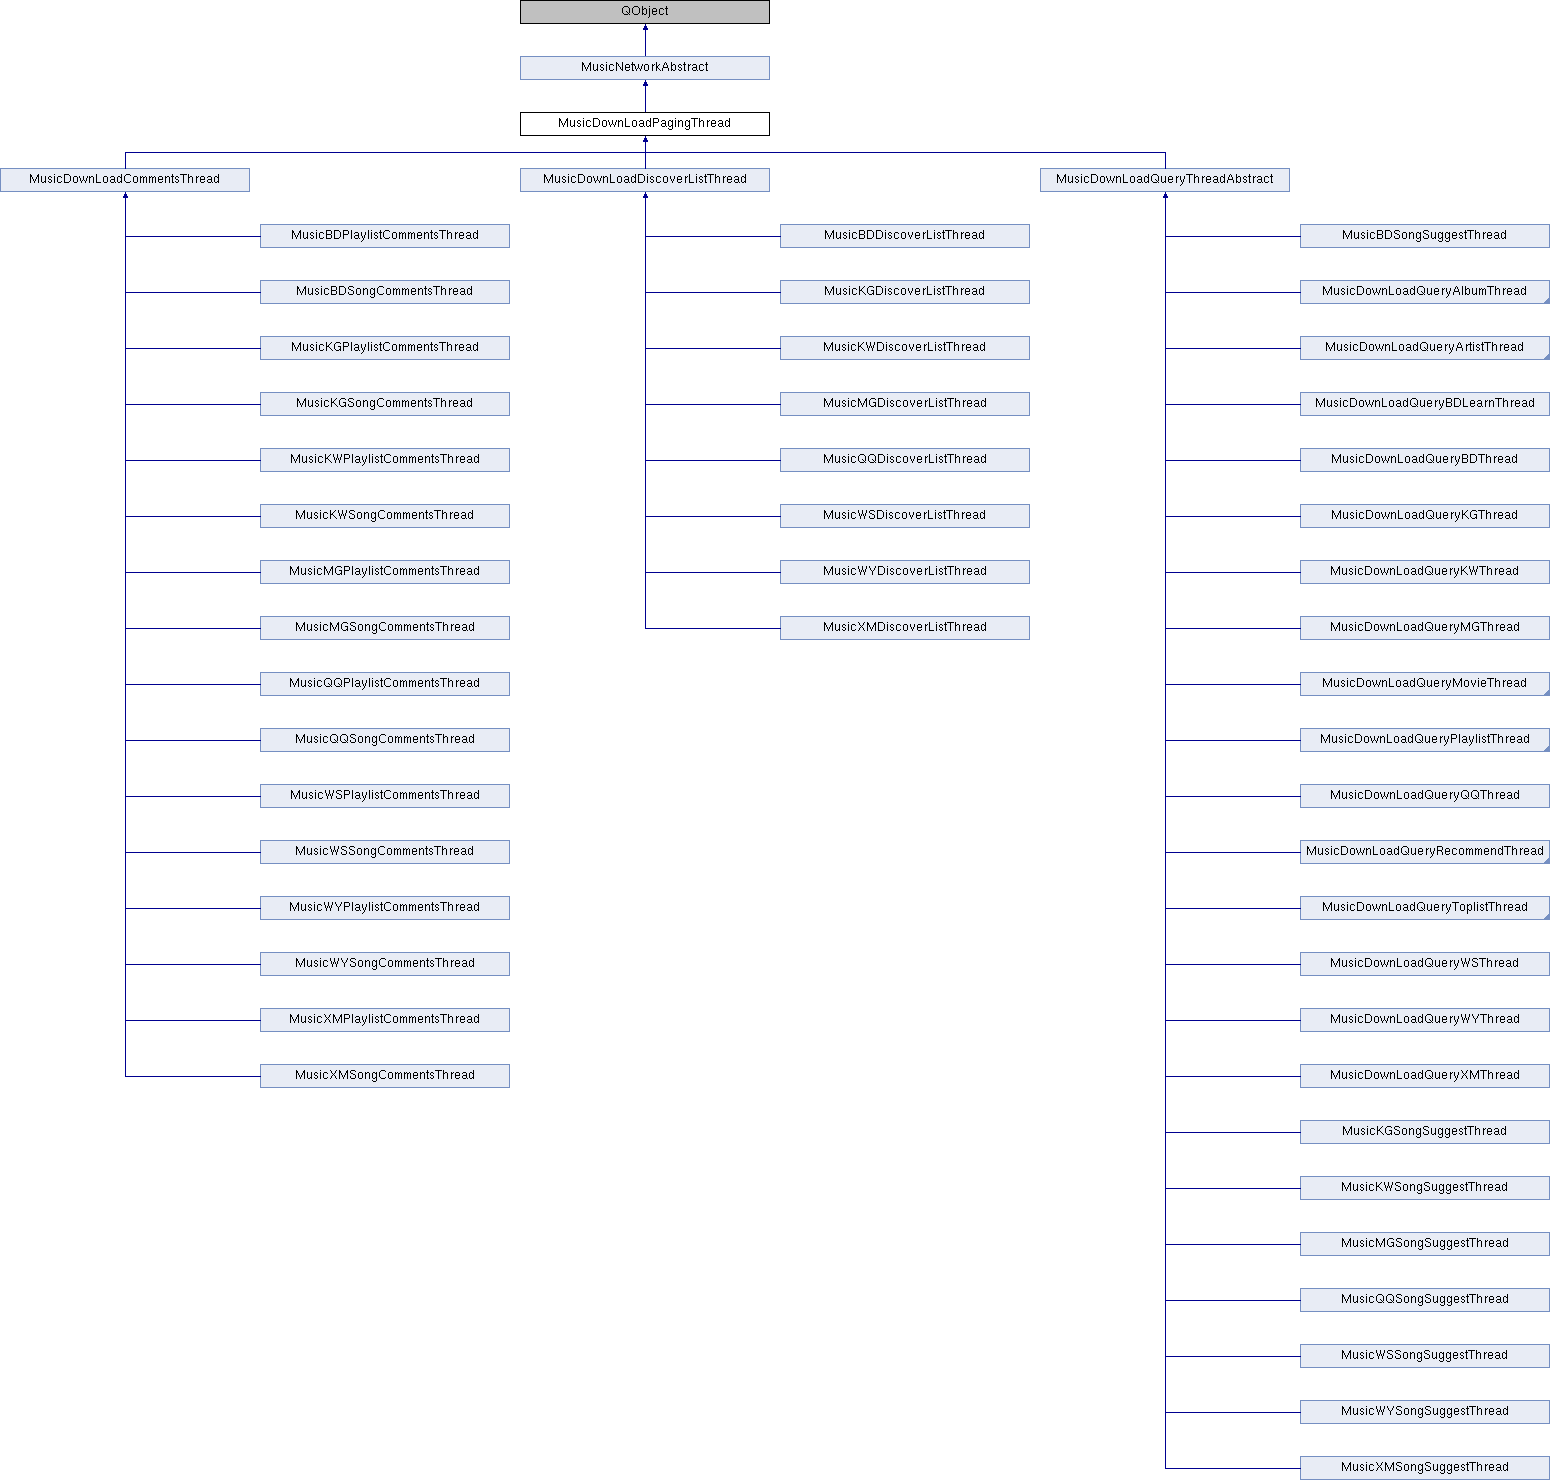 QObject
MusicNetworkAbstract
MusicDownLoadPagingThread
MusicDownLoadCommentsThread
MusicDownLoadDiscoverListThread
MusicDownLoadQueryThreadAbstract
MusicBDPlaylistCommentsThread
MusicBDSongCommentsThread
MusicKGPlaylistCommentsThread
MusicKGSongCommentsThread
MusicKWPlaylistCommentsThread
MusicKWSongCommentsThread
MusicMGPlaylistCommentsThread
MusicMGSongCommentsThread
MusicQQPlaylistCommentsThread
MusicQQSongCommentsThread
MusicWSPlaylistCommentsThread
MusicWSSongCommentsThread
MusicWYPlaylistCommentsThread
MusicWYSongCommentsThread
MusicXMPlaylistCommentsThread
MusicXMSongCommentsThread
MusicBDDiscoverListThread
MusicKGDiscoverListThread
MusicKWDiscoverListThread
MusicMGDiscoverListThread
MusicQQDiscoverListThread
MusicWSDiscoverListThread
MusicWYDiscoverListThread
MusicXMDiscoverListThread
MusicBDSongSuggestThread
MusicDownLoadQueryAlbumThread
MusicDownLoadQueryArtistThread
MusicDownLoadQueryBDLearnThread
MusicDownLoadQueryBDThread
MusicDownLoadQueryKGThread
MusicDownLoadQueryKWThread
MusicDownLoadQueryMGThread
MusicDownLoadQueryMovieThread
MusicDownLoadQueryPlaylistThread
MusicDownLoadQueryQQThread
MusicDownLoadQueryRecommendThread
MusicDownLoadQueryToplistThread
MusicDownLoadQueryWSThread
MusicDownLoadQueryWYThread
MusicDownLoadQueryXMThread
MusicKGSongSuggestThread
MusicKWSongSuggestThread
MusicMGSongSuggestThread
MusicQQSongSuggestThread
MusicWSSongSuggestThread
MusicWYSongSuggestThread
MusicXMSongSuggestThread